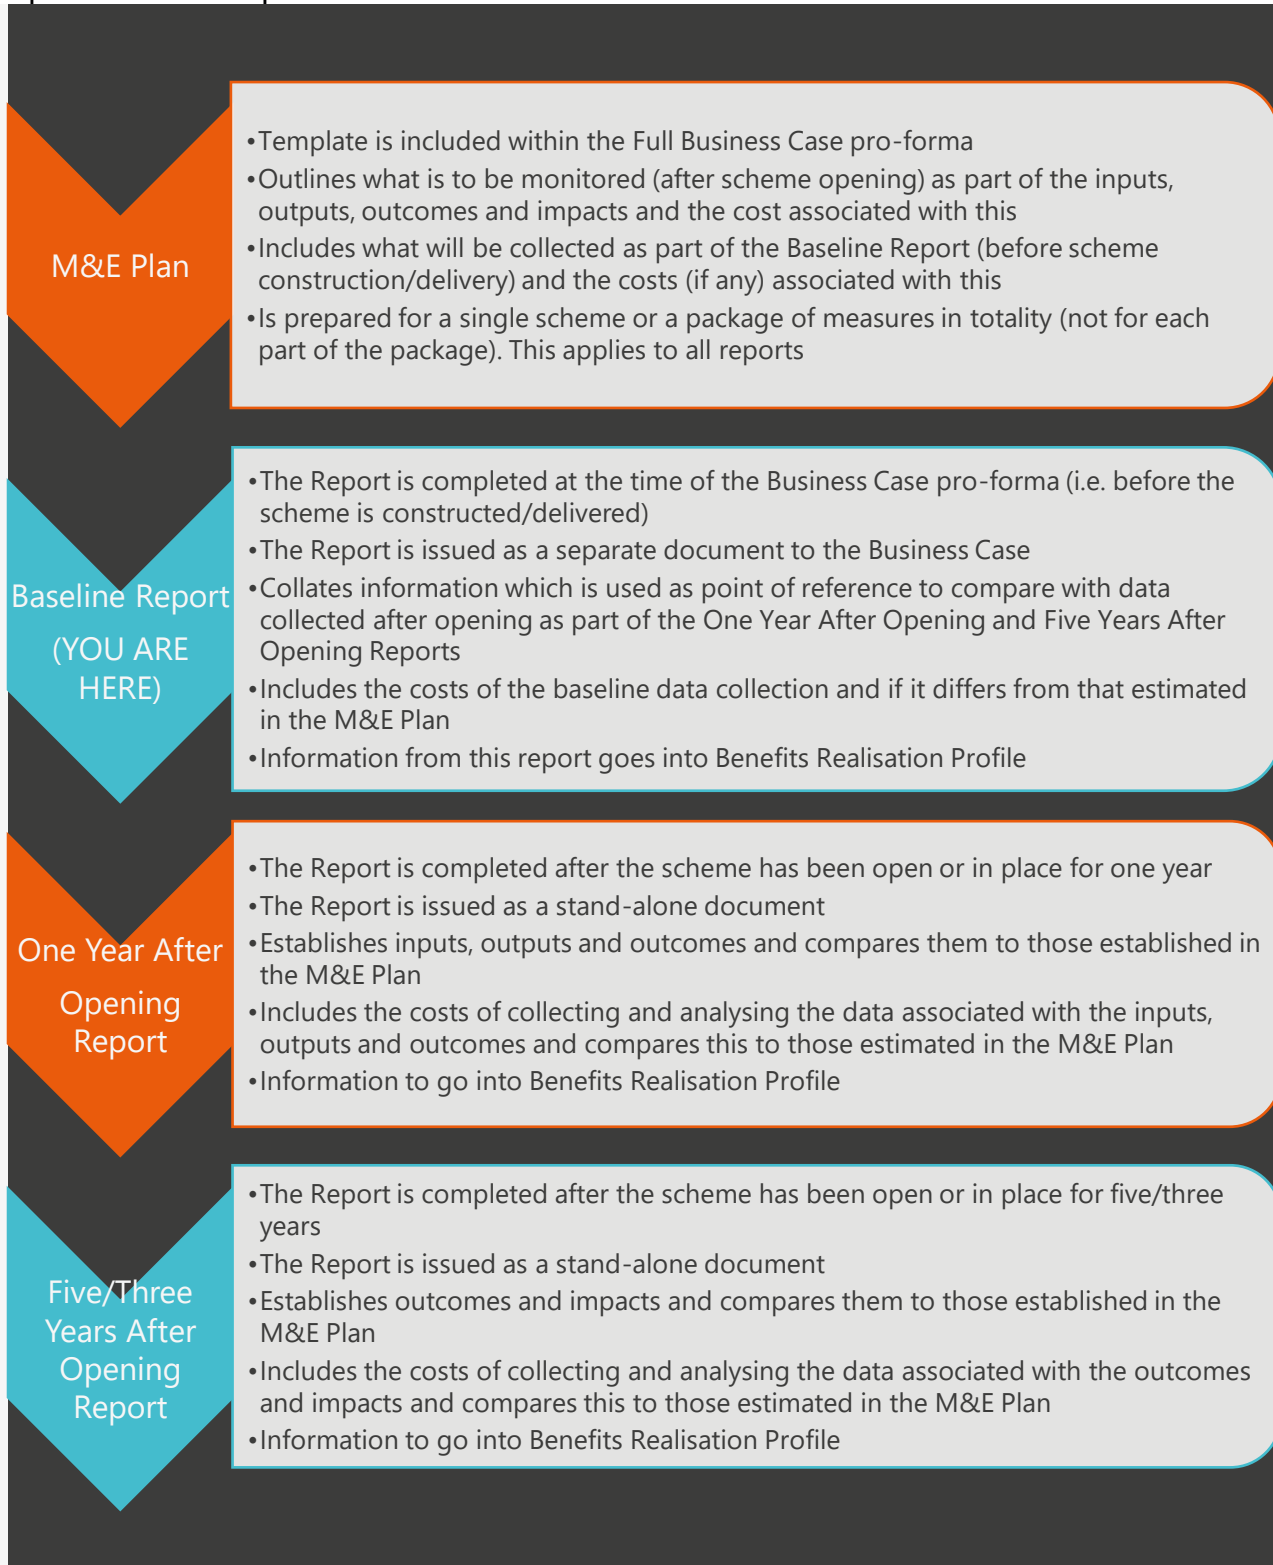 M&E Plan
•Template is included within the Full Business Case pro-forma
•Outlines what is to be monitored (after scheme opening) as part of the inputs,
outputs, outcomes and impacts and the cost associated with this
•Includes what will be collected as part of the Baseline Report (before scheme
construction/delivery) and the costs (if any) associated with this
•Is prepared for a single scheme or a package of measures in totality (not for each
part of the package). This applies to all reports
Baseline Report
(YOU ARE
HERE)
•The Report is completed at the time of the Business Case pro-forma (i.e. before the
scheme is constructed/delivered)
•The Report is issued as a separate document to the Business Case
•Collates information which is used as point of reference to compare with data
collected after opening as part of the One Year After Opening and Five Years After
Opening Reports
•Includes the costs of the baseline data collection and if it differs from that estimated
in the M&E Plan
•Information from this report goes into Benefits Realisation Profile
One Year After
Opening
Report
•The Report is completed after the scheme has been open or in place for one year
•The Report is issued as a stand-alone document
•Establishes inputs, outputs and outcomes and compares them to those established in
the M&E Plan
•Includes the costs of collecting and analysing the data associated with the inputs,
outputs and outcomes and compares this to those estimated in the M&E Plan
•Information to go into Benefits Realisation Profile
Five/Three
Years After
Opening
Report
•The Report is completed after the scheme has been open or in place for five/three
years
•The Report is issued as a stand-alone document
•Establishes outcomes and impacts and compares them to those established in the
M&E Plan
•Includes the costs of collecting and analysing the data associated with the outcomes
and impacts and compares this to those estimated in the M&E Plan
•Information to go into Benefits Realisation Profile